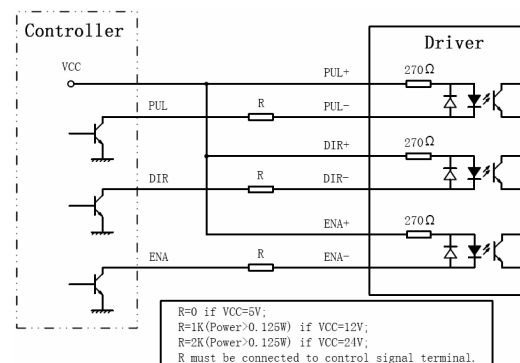 Controller
Driver
VCC
PUL+
270Ω
PUL
R
PUL-
DIR+
270Ω
DIR
R
DIR-
ENA+
270Ω
ENA
R
ENA-
R=0 if VCC=5V;
R=1K(Power>0.125W) if VCC=12V;
R=2K(Power>0.125W) if VCC=24V;
R must be connected to control signal terminal.